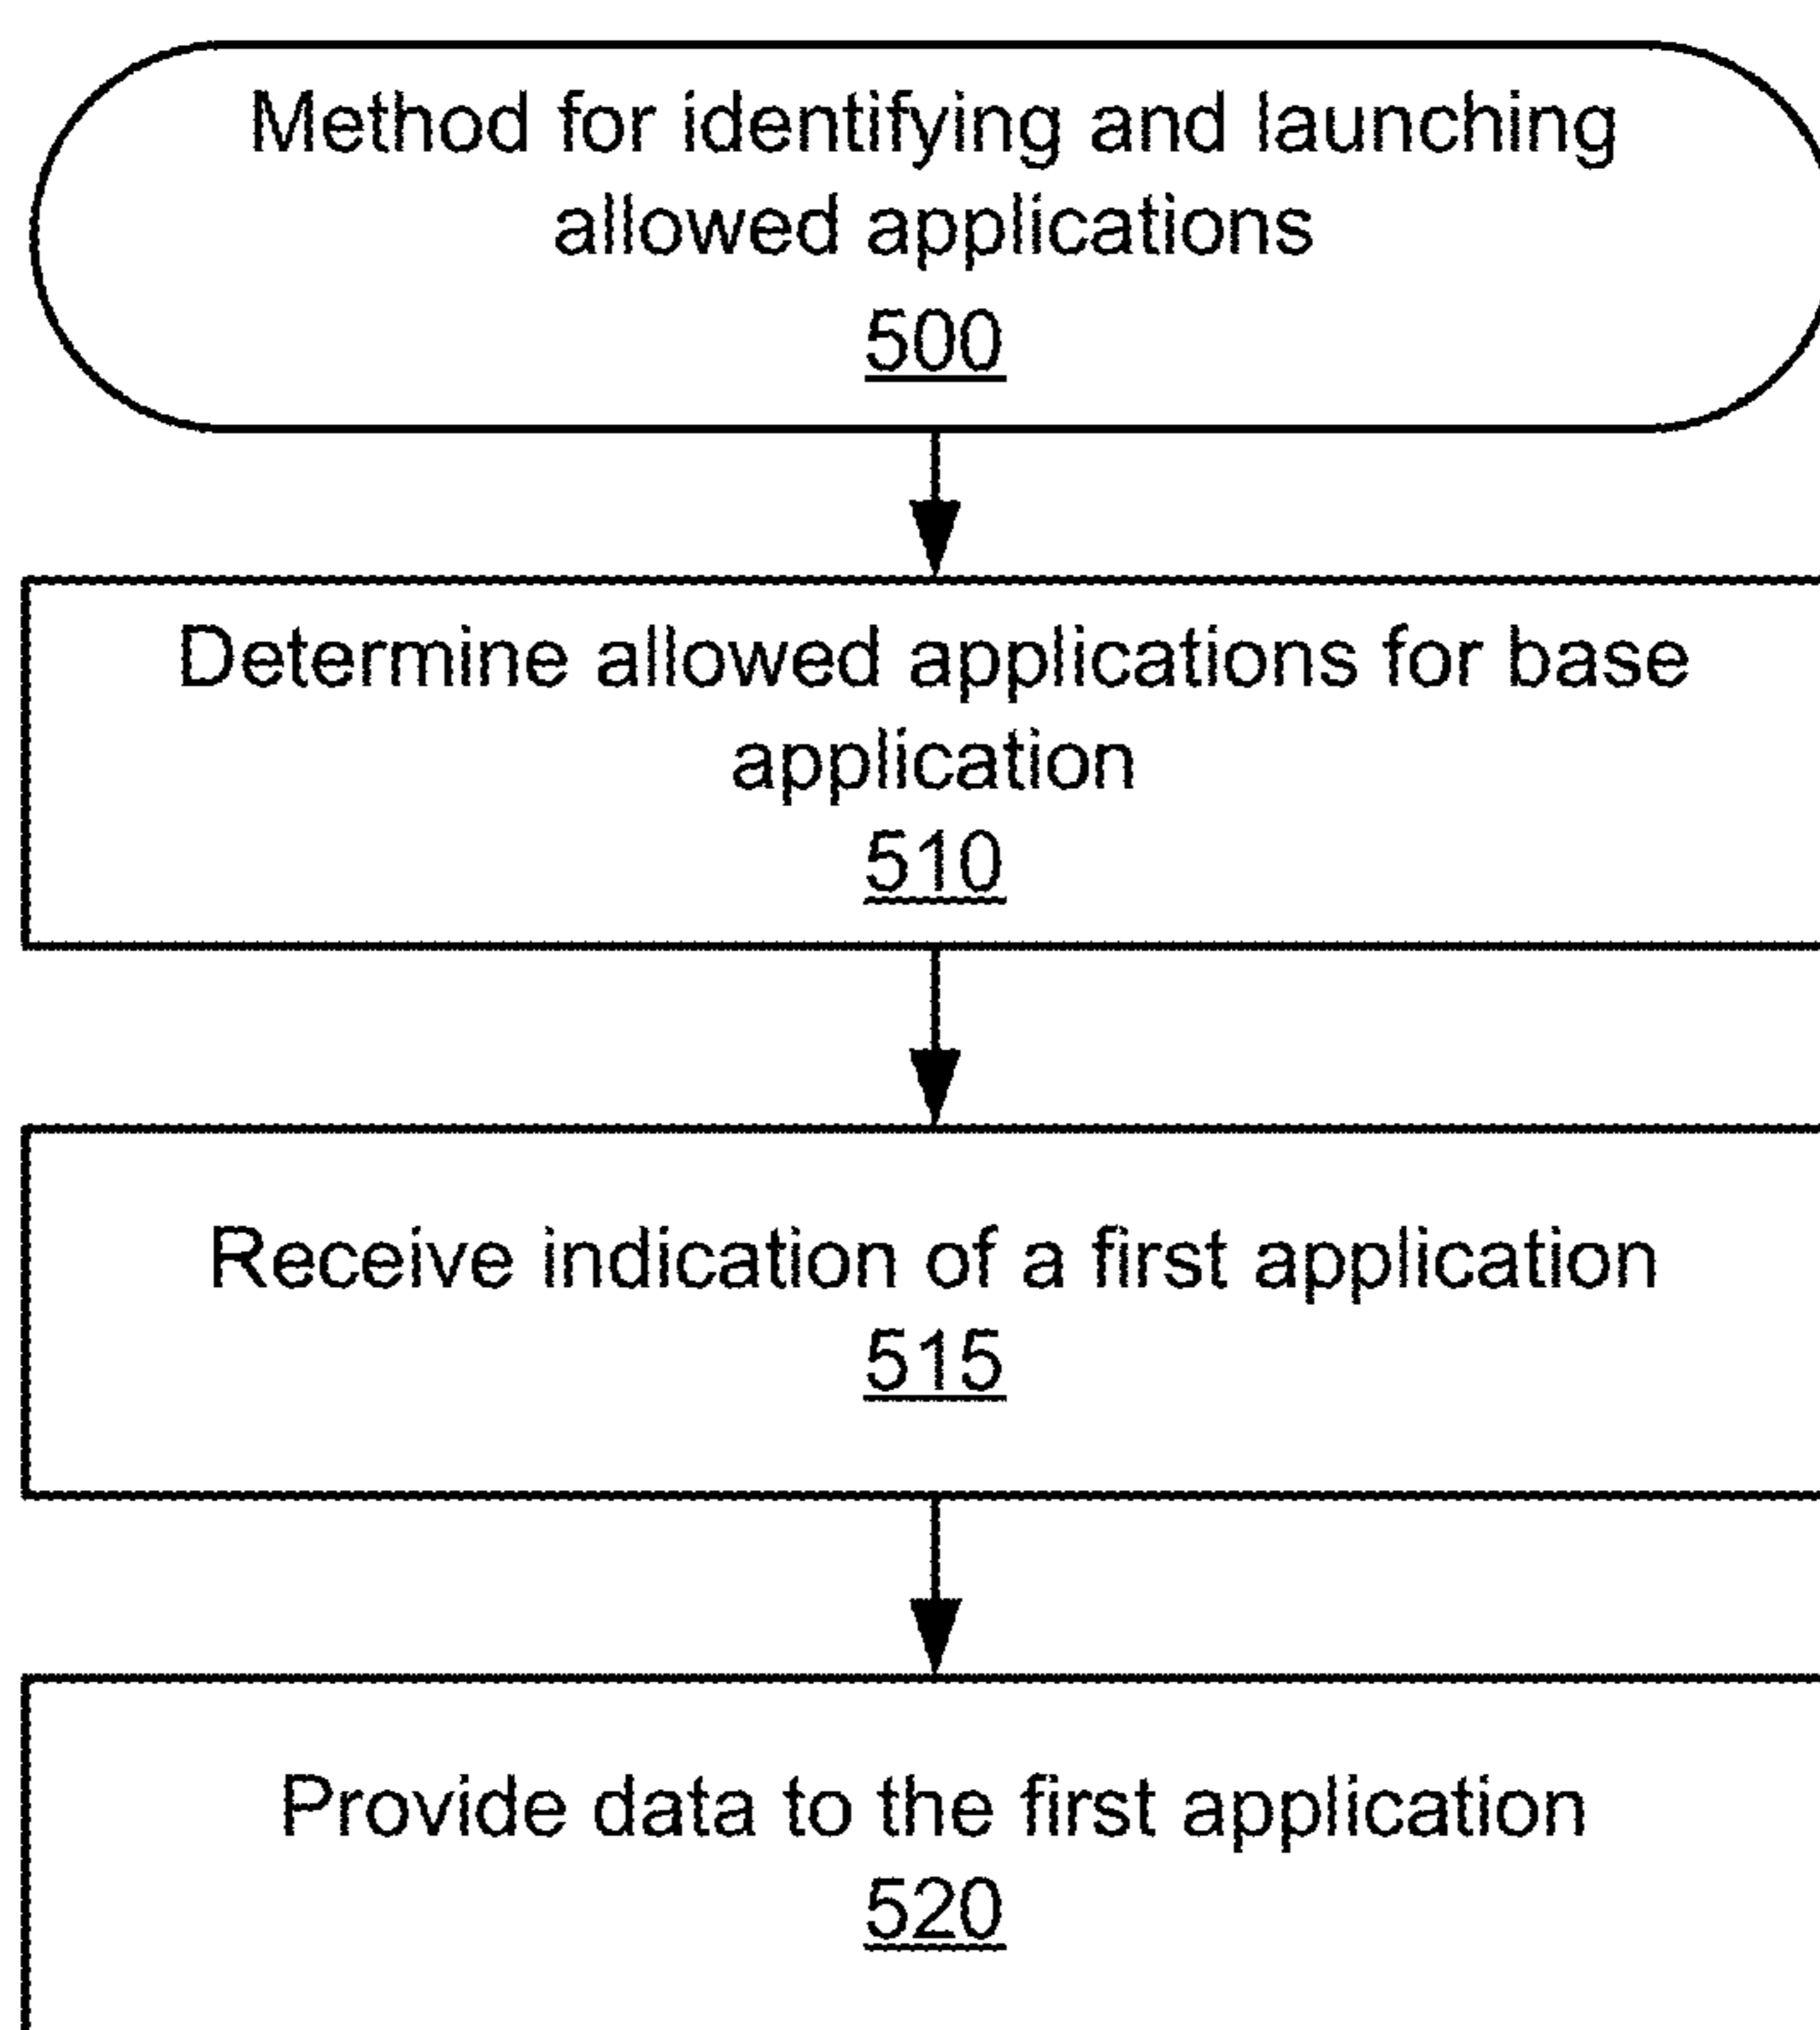 Method for identifying and launching
allowed applications
500
Determine allowed applications for base
application
510
Receive indication of a first application
515
Provide data to the first application
520